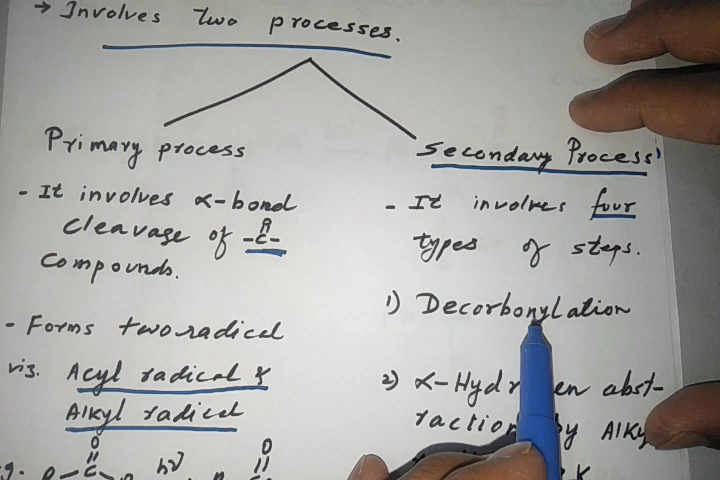 → Involves two processes.
Primary process
- It involves α-bond
cleavage of -C-
compounds.
- Forms two radical
viz. Acyl radical &
Alkyl radical
O
C hν
O
Secondary Process
- It involves four
types of steps.
1) Decorbonylation
2) α-Hydr en abst-
raction by Alky